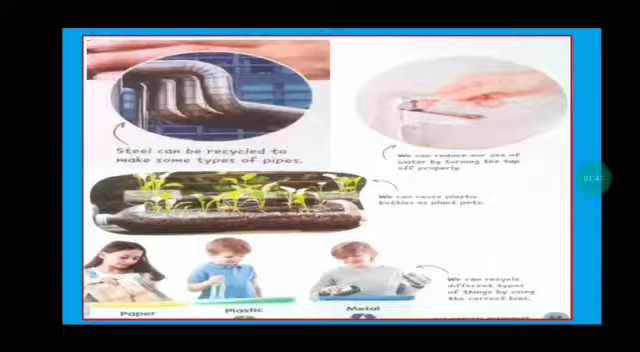 Steel can be recycled to
make some types of pipes.
We can reduce our use of
water by turning the tap
off properly.
We can reuse plastic
bottles as plant pots.
We can recycle
different types
of things by using
the correct bins.
Paper
Plastic
Metal